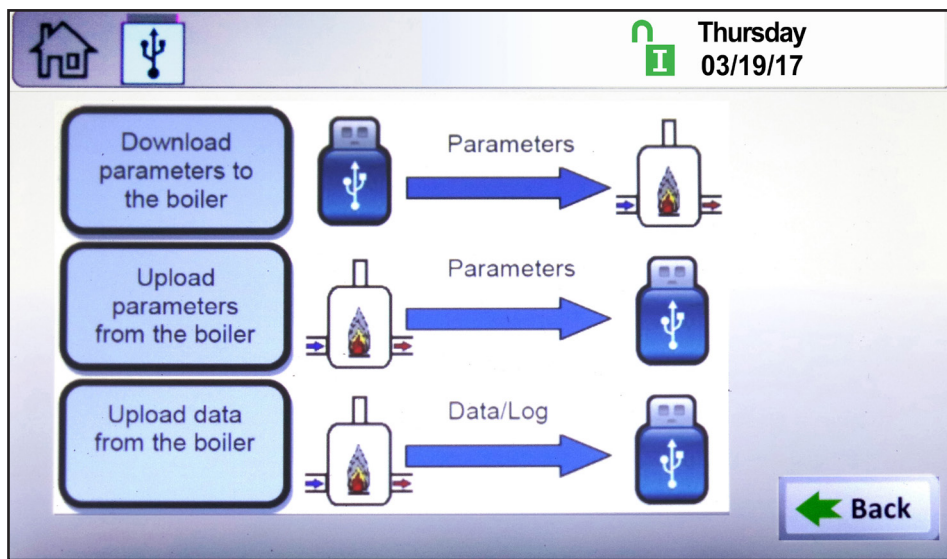 Thursday
03/19/17
Download
parameters to
the boiler
Parameters
Upload
parameters
from the boiler
Parameters
Upload data
from the boiler
Data/Log
Back